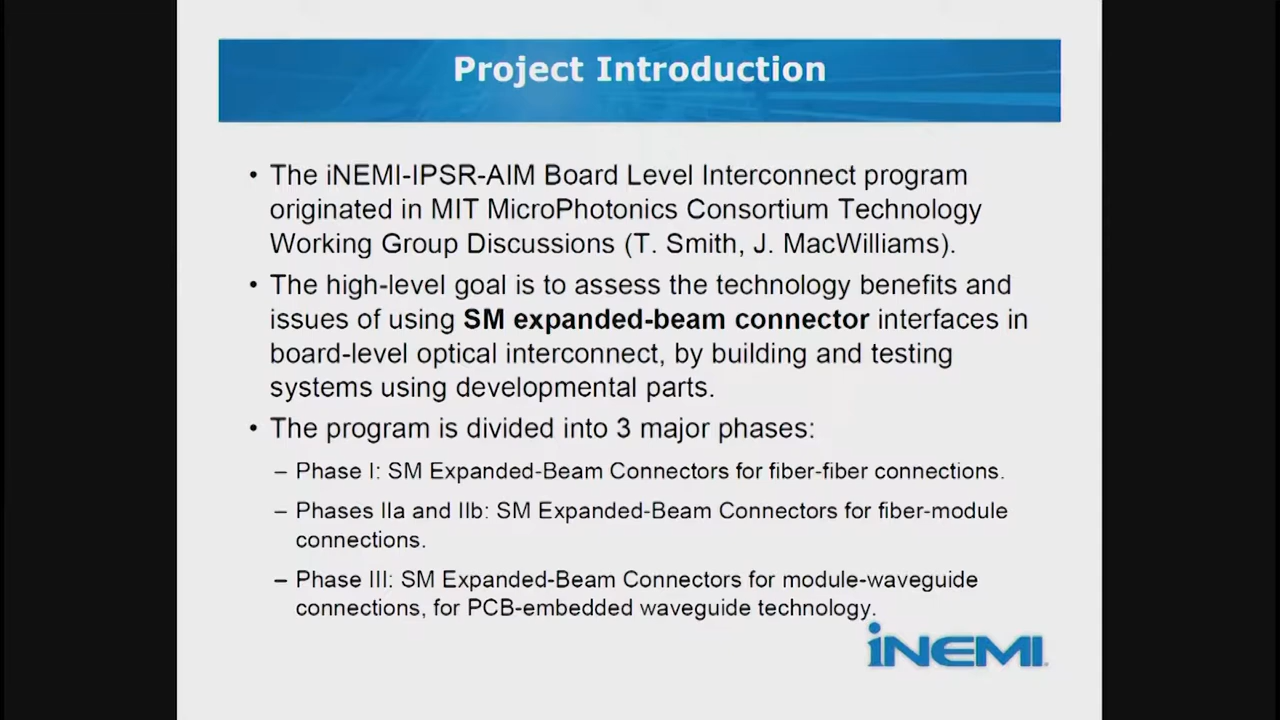 Project Introduction
• The iNEMI-IPSR-AIM Board Level Interconnect program
originated in MIT MicroPhotonics Consortium Technology
Working Group Discussions (T. Smith, J. MacWilliams).
• The high-level goal is to assess the technology benefits and
issues of using SM expanded-beam connector interfaces in
board-level optical interconnect, by building and testing
systems using developmental parts.
• The program is divided into 3 major phases:
– Phase I: SM Expanded-Beam Connectors for fiber-fiber connections.
– Phases IIa and IIb: SM Expanded-Beam Connectors for fiber-module
connections.
– Phase III: SM Expanded-Beam Connectors for module-waveguide
connections, for PCB-embedded waveguide technology.
iNEMI